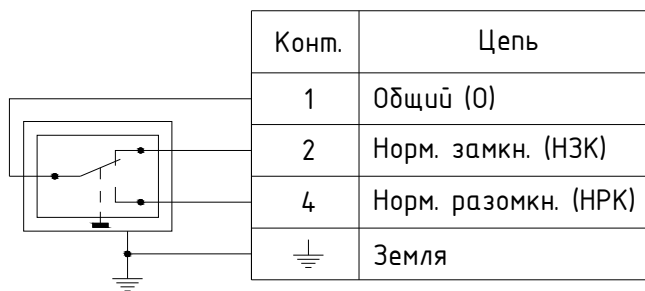 Конт. Цепь
1 Общий (О)
2 Норм. замкн. (НЗК)
4 Норм. разомкн. (НРК)
Земля